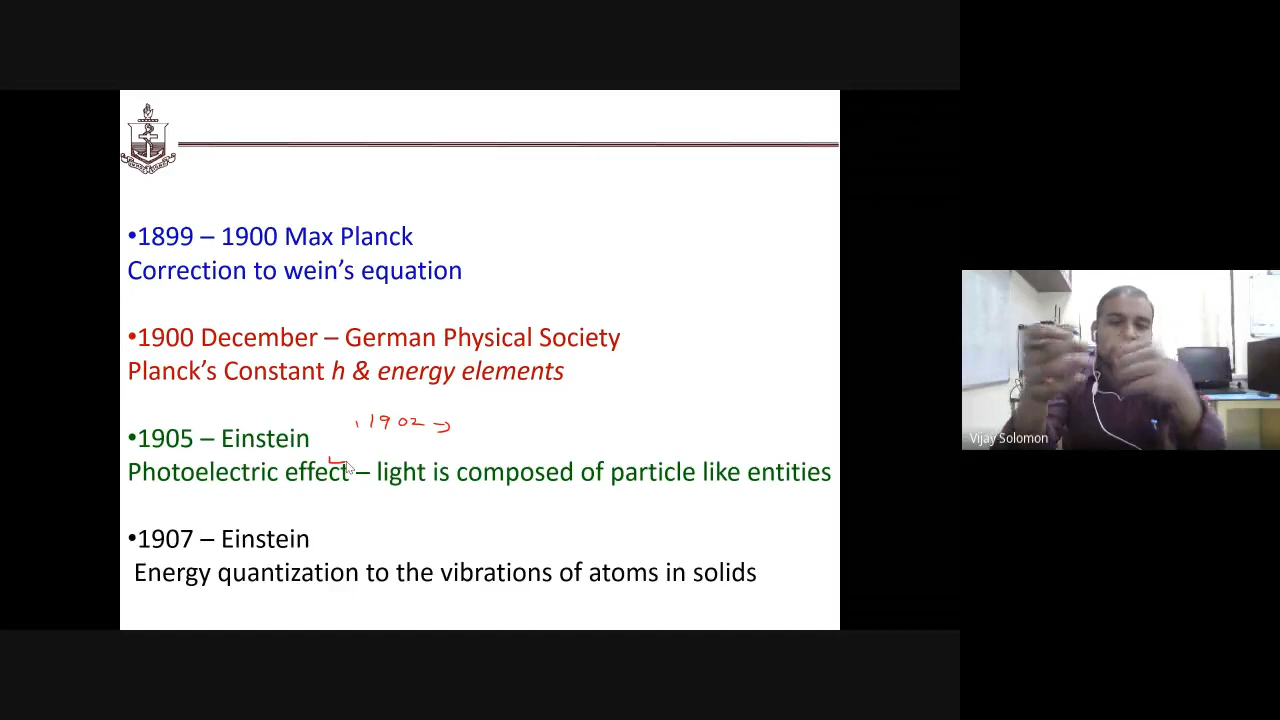 •1899 – 1900 Max Planck
Correction to wein’s equation
•1900 December – German Physical Society
Planck’s Constant h & energy elements
1902
•1905 – Einstein
Photoelectric effect – light is composed of particle like entities
•1907 – Einstein
Energy quantization to the vibrations of atoms in solids
Vijay Solomon